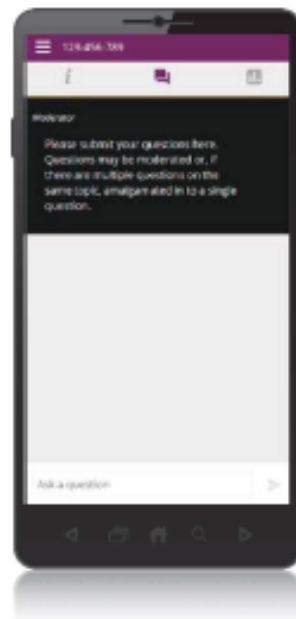 129-456-789
Moderator
Please submit your questions here.
Questions may be moderated or, if
there are multiple questions on the
same topic, amalgamated in to a single
question.
Ask a question